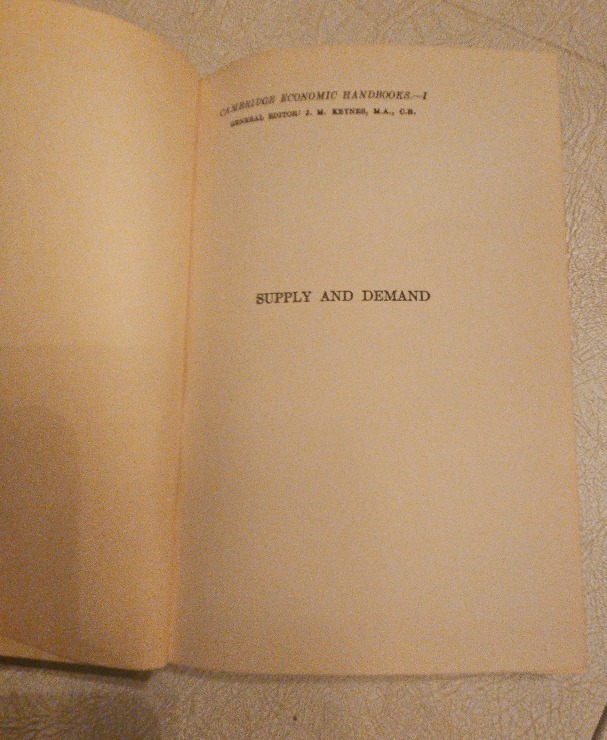 CAMBRIDGE ECONOMIC HANDBOOKS.—I
GENERAL EDITOR: J. M. KEYNES, M.A., C.B.
SUPPLY AND DEMAND